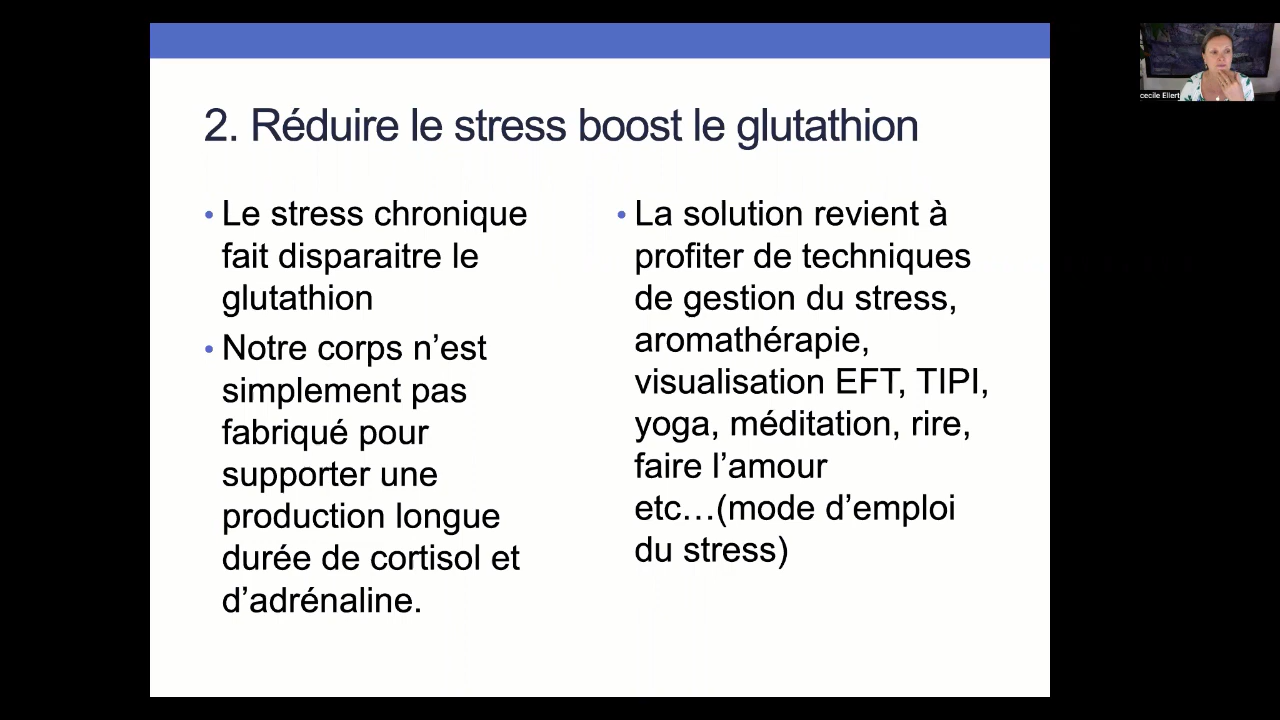 2. Réduire le stress boost le glutathion
• Le stress chronique
fait disparaitre le
glutathion
• Notre corps n’est
simplement pas
fabriqué pour
supporter une
production longue
durée de cortisol et
d’adrénaline.
• La solution revient à
profiter de techniques
de gestion du stress,
aromathérapie,
visualisation EFT, TIPI,
yoga, méditation, rire,
faire l’amour
etc…(mode d’emploi
du stress)
cecile Ellert